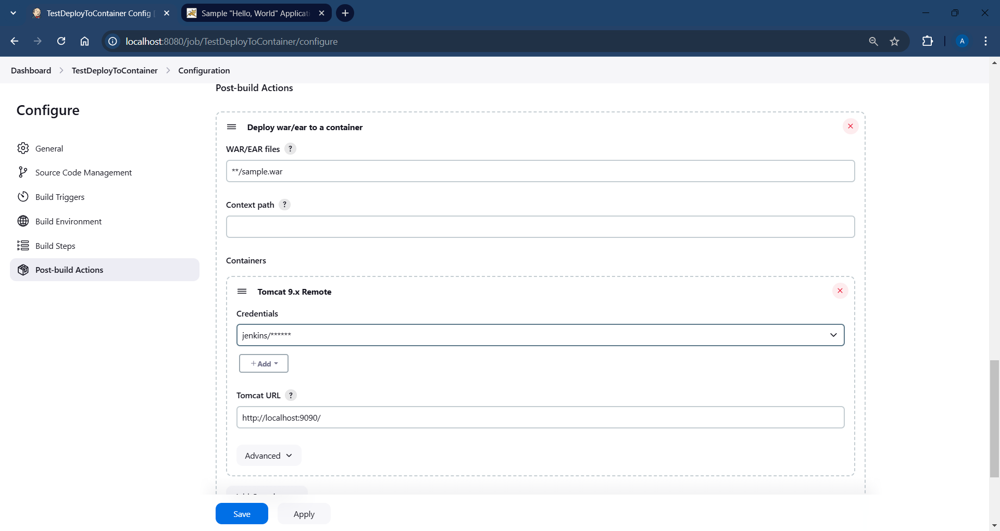 TestDeployToContainer Config [
Sample "Hello, World" Applicati
localhost:8080/job/TestDeployToContainer/configure
A
Dashboard
TestDeployToContainer
Configuration
Configure
General
Source Code Management
Build Triggers
Build Environment
Build Steps
Post-build Actions
Post-build Actions
Deploy war/ear to a container
WAR/EAR files ?
**/sample.war
Context path ?
Containers
Tomcat 9.x Remote
Credentials
jenkins/******
+ Add
Tomcat URL ?
http://localhost:9090/
Advanced
Save
Apply